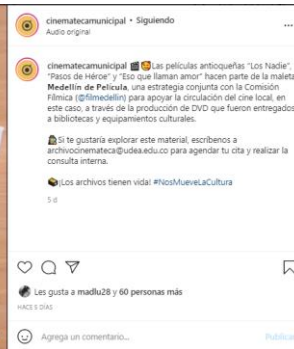 cinematecamunicipal • Siguiendo
Audio original
cinematecamunicipal 🎬🥰Las películas antioqueñas "Los Nadie",
"Pasos de Héroe" y "Eso que llaman amor" hacen parte de la maleta
Medellín de Película, una estrategia conjunta con la Comisión
Fílmica (@filmedellin) para apoyar la circulación del cine local, en
este caso, a través de la producción de DVD que fueron entregados
a bibliotecas y equipamientos culturales.
Si te gustaría explorar este material, escríbenos a
archivocinemateca@udea.edu.co para agendar tu cita y realizar la
consulta interna.
¡Los archivos tienen vida! #NosMueveLaCultura
5 d
Les gusta a madlu28 y 60 personas más
HACE 5 DÍAS
Agrega un comentario...
Publicar